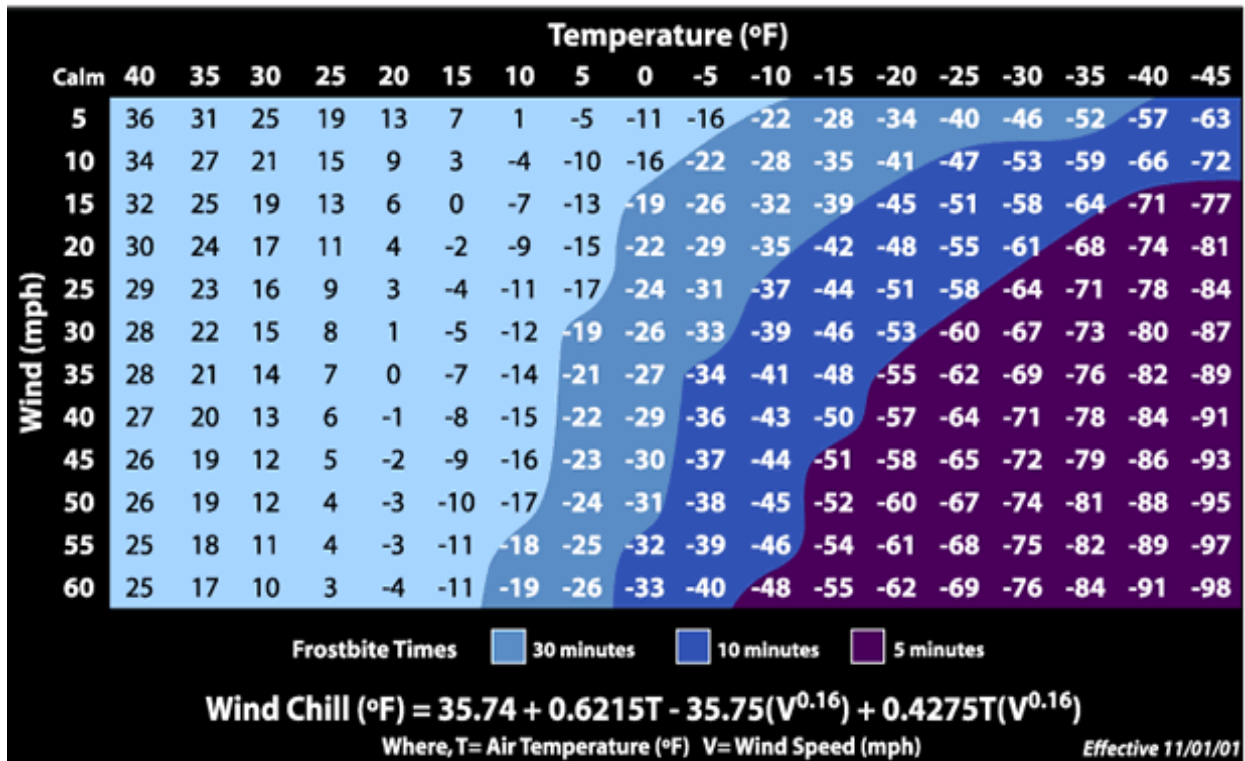 Temperature (ºF)
Calm 40 35 30 25 20 15 10 5 0 -5 -10 -15 -20 -25 -30 -35 -40 -45
5 36 31 25 19 13 7 1 -5 -11 -16 -22 -28 -34 -40 -46 -52 -57 -63
10 34 27 21 15 9 3 -4 -10 -16 -22 -28 -35 -41 -47 -53 -59 -66 -72
15 32 25 19 13 6 0 -7 -13 -19 -26 -32 -39 -45 -51 -58 -64 -71 -77
20 30 24 17 11 4 -2 -9 -15 -22 -29 -35 -42 -48 -55 -61 -68 -74 -81
Wind (mph)
25 29 23 16 9 3 -4 -11 -17 -24 -31 -37 -44 -51 -58 -64 -71 -78 -84
30 28 22 15 8 1 -5 -12 -19 -26 -33 -39 -46 -53 -60 -67 -73 -80 -87
35 28 21 14 7 0 -7 -14 -21 -27 -34 -41 -48 -55 -62 -69 -76 -82 -89
40 27 20 13 6 -1 -8 -15 -22 -29 -36 -43 -50 -57 -64 -71 -78 -84 -91
45 26 19 12 5 -2 -9 -16 -23 -30 -37 -44 -51 -58 -65 -72 -79 -86 -93
50 26 19 12 4 -3 -10 -17 -24 -31 -38 -45 -52 -60 -67 -74 -81 -88 -95
55 25 18 11 4 -3 -11 -18 -25 -32 -39 -46 -54 -61 -68 -75 -82 -89 -97
60 25 17 10 3 -4 -11 -19 -26 -33 -40 -48 -55 -62 -69 -76 -84 -91 -98
Frostbite Times 30 minutes 10 minutes 5 minutes
Wind Chill (ºF) = 35.74 + 0.6215T - 35.75(V^0.16) + 0.4275T(V^0.16)
Where, T= Air Temperature (ºF) V= Wind Speed (mph) Effective 11/01/01